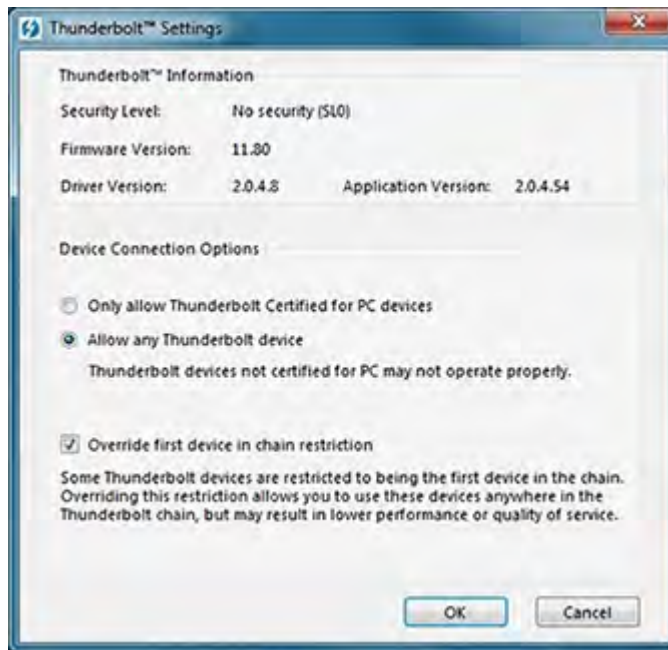 Thunderbolt™ Settings
Thunderbolt™ Information
Security Level: No security (SL0)
Firmware Version: 11.80
Driver Version: 2.0.4.8 Application Version: 2.0.4.54
Device Connection Options
Only allow Thunderbolt Certified for PC devices
Allow any Thunderbolt device
Thunderbolt devices not certified for PC may not operate properly.
Override first device in chain restriction
Some Thunderbolt devices are restricted to being the first device in the chain.
Overriding this restriction allows you to use these devices anywhere in the
Thunderbolt chain, but may result in lower performance or quality of service.
OK Cancel